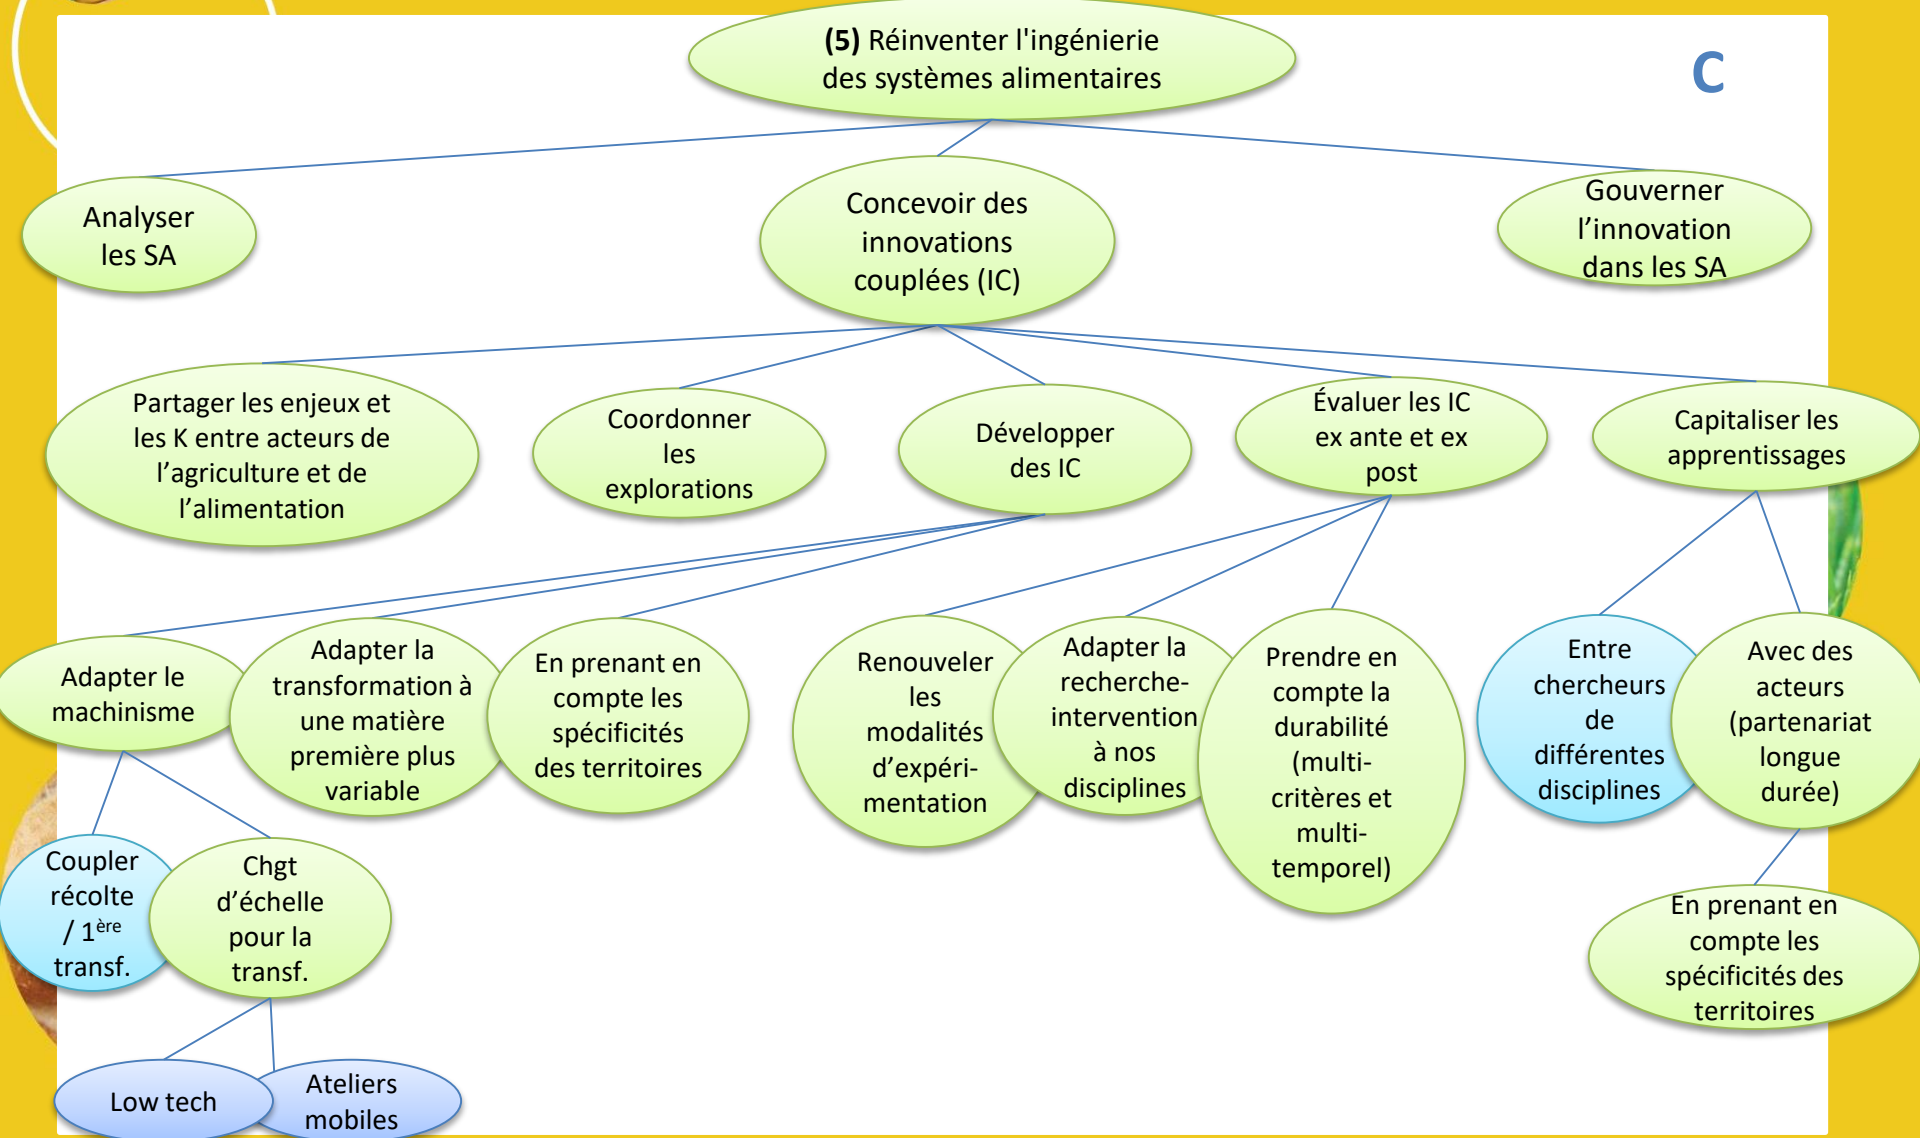 (5) Réinventer l'ingénierie
des systèmes alimentaires
C
Analyser
les SA
Concevoir des
innovations
couplées (IC)
Gouverner
l’innovation
dans les SA
Partager les enjeux et
les K entre acteurs de
l’agriculture et de
l’alimentation
Coordonner
les
explorations
Développer
des IC
Évaluer les IC
ex ante et ex
post
Capitaliser les
apprentissages
Adapter le
machinisme
Adapter la
transformation à
une matière
première plus
variable
En prenant en
compte les
spécificités
des territoires
Renouveler
les
modalités
d’expéri-
mentation
Adapter la
recherche-
intervention
à nos
disciplines
Prendre en
compte la
durabilité
(multi-
critères et
multi-
temporel)
Entre
chercheurs
de
différentes
disciplines
Avec des
acteurs
(partenariat
longue
durée)
Coupler
récolte
/ 1ère
transf.
Chgt
d’échelle
pour la
transf.
En prenant en
compte les
spécificités des
territoires
Low tech
Ateliers
mobiles